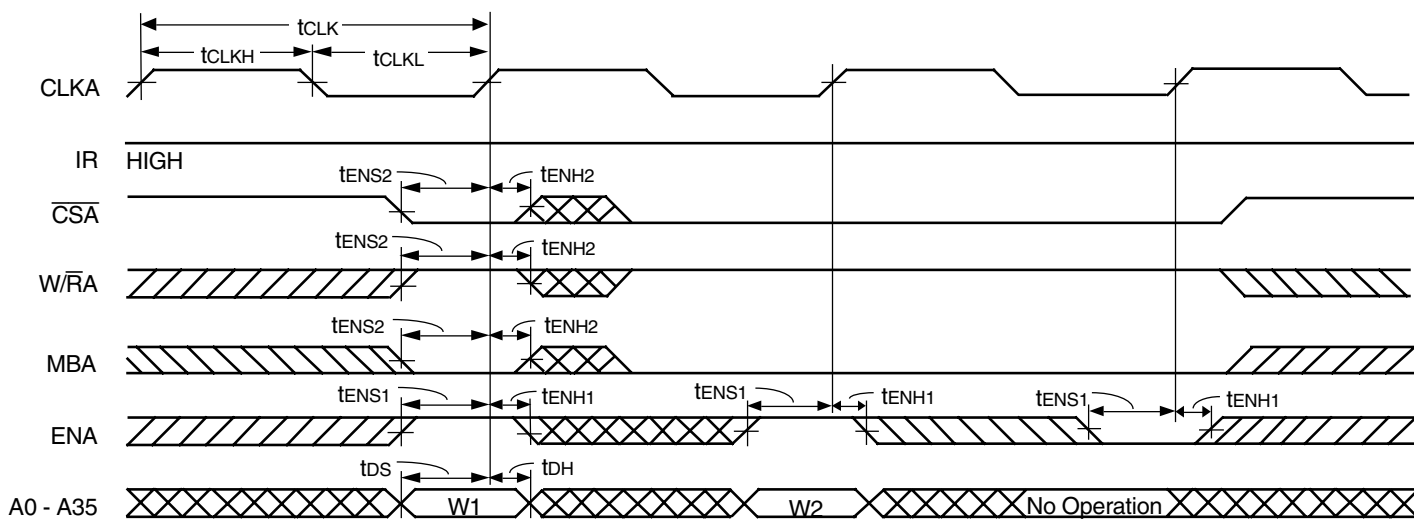 tCLK
tCLKH
tCLKL
CLKA
IR
HIGH
tENS2
tENH2
CSA
tENS2
tENH2
W/RA
tENS2
tENH2
MBA
tENS1
tENH1
tENS1
tENH1
tENS1
tENH1
ENA
tDS
tDH
A0 - A35
W1
W2
No Operation